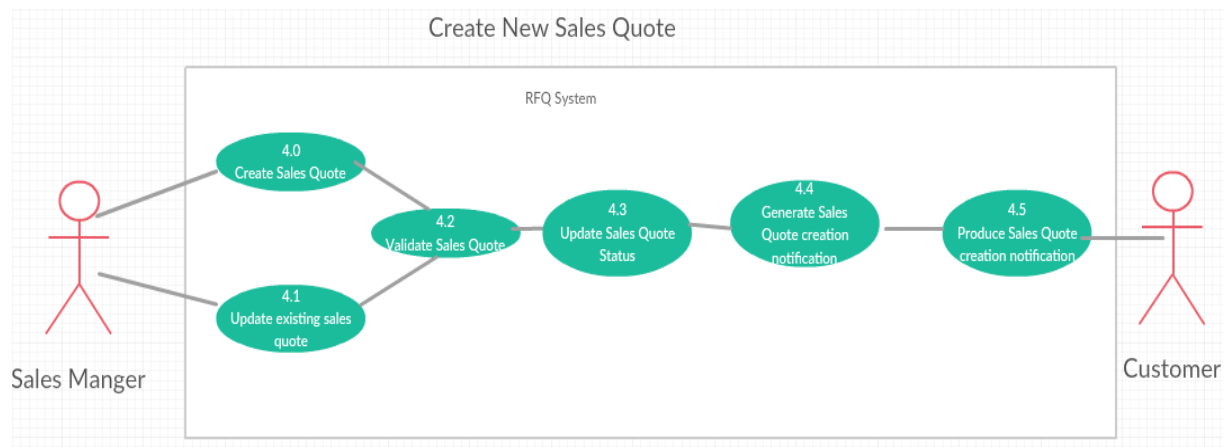 Create New Sales Quote
RFQ System
4.0
Create Sales Quote
4.1
Update existing sales
quote
4.2
Validate Sales Quote
4.3
Update Sales Quote
Status
4.4
Generate Sales
Quote creation
notification
4.5
Produce Sales Quote
creation notification
Sales Manger
Customer